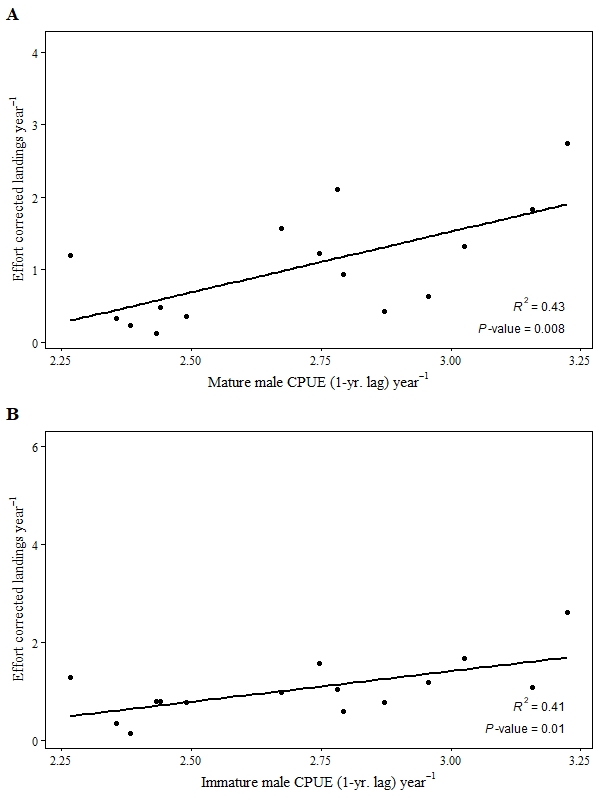 A
Effort corrected landings year⁻¹
4
3
2
1
0
R² = 0.43
P-value = 0.008
2.25 2.50 2.75 3.00 3.25
Mature male CPUE (1-yr. lag) year⁻¹
B
Effort corrected landings year⁻¹
6
4
2
0
R² = 0.41
P-value = 0.01
2.25 2.50 2.75 3.00 3.25
Immature male CPUE (1-yr. lag) year⁻¹